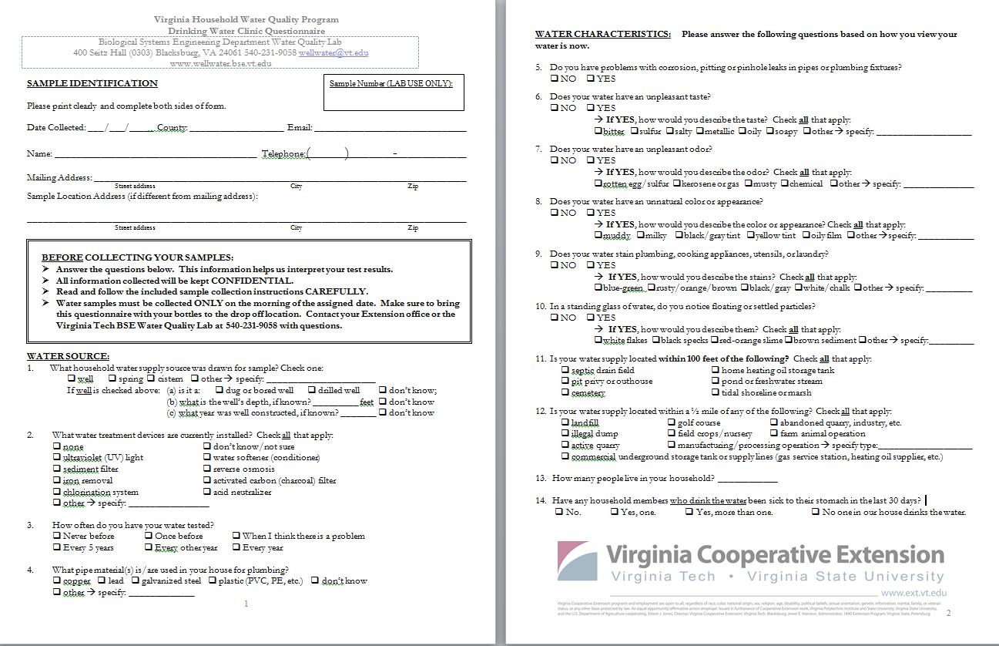 Virginia Household Water Quality Program
Drinking Water Clinic Questionnaire
Biological Systems Engineering Department Water Quality Lab
400 Seitz Hall (0303) Blacksburg, VA 24061 540-231-9058 wellwater@vt.edu
www.wellwater.bse.vt.edu
SAMPLE IDENTIFICATION
Sample Number (LAB USE ONLY):
Please print clearly and complete both sides of form.
Date Collected: ___/___/______ County: ____________________ Email: ________________________________
Name: ___________________________________________ Telephone:(________) __________-_______________
Mailing Address: ________________________________________________________________________________
Street address City Zip
Sample Location Address (if different from mailing address):
______________________________________________________________________________________________
Street address City Zip
BEFORE COLLECTING YOUR SAMPLES:
➢ Answer the questions below. This information helps us interpret your test results.
➢ All information collected will be kept CONFIDENTIAL.
➢ Read and follow the included sample collection instructions CAREFULLY.
➢ Water samples must be collected ONLY on the morning of the assigned date. Make sure to bring
this questionnaire with your bottles to the drop off location. Contact your Extension office or the
Virginia Tech BSE Water Quality Lab at 540-231-9058 with questions.
WATER SOURCE:
1. What household water supply source was drawn for sample? Check one:
❑ well ❑ spring ❑ cistern ❑ other→ specify: _______________________
If well is checked above: (a) is it a: ❑ dug or bored well ❑ drilled well ❑ don't know;
(b) what is the well's depth, if known? __________feet ❑ don't know
(c) what year was well constructed, if known? ________ ❑ don't know
2. What water treatment devices are currently installed? Check all that apply:
❑ none ❑ don't know/not sure
❑ ultraviolet (UV) light ❑ water softener (conditioner)
❑ sediment filter ❑ reverse osmosis
❑ iron removal ❑ activated carbon (charcoal) filter
❑ chlorination system ❑ acid neutralizer
❑ other → specify: _________________
3. How often do you have your water tested?
❑ Never before ❑ Once before ❑ When I think there is a problem
❑ Every 5 years ❑ Every other year ❑ Every year
4. What pipe material(s) is/are used in your house for plumbing?
❑ copper ❑ lead ❑ galvanized steel ❑ plastic (PVC, PE, etc.) ❑ don't know
❑ other → specify: ______________
1
WATER CHARACTERISTICS: Please answer the following questions based on how you view your
water is now.
5. Do you have problems with corrosion, pitting or pinhole leaks in pipes or plumbing fixtures?
❑ NO ❑ YES
6. Does your water have an unpleasant taste?
❑ NO ❑ YES
→ If YES, how would you describe the taste? Check all that apply:
❑bitter ❑sulfur ❑salty ❑metallic ❑oily ❑soapy ❑other→ specify: ____________________
7. Does your water have an unpleasant odor?
❑ NO ❑ YES
→ If YES, how would you describe the odor? Check all that apply:
❑rotten egg/sulfur ❑kerosene or gas ❑musty ❑chemical ❑other→ specify: _______________
8. Does your water have an unnatural color or appearance?
❑ NO ❑ YES
→ If YES, how would you describe the color or appearance? Check all that apply:
❑muddy ❑milky ❑black/gray tint ❑yellow tint ❑oily film ❑other →specify: ____________
9. Does your water stain plumbing, cooking appliances, utensils, or laundry?
❑ NO ❑ YES
→ If YES, how would you describe the stains? Check all that apply:
❑blue-green ❑rusty/orange/brown ❑black/gray ❑white/chalk ❑other→ specify: __________
10. In a standing glass of water, do you notice floating or settled particles?
❑ NO ❑ YES
→ If YES, how would you describe them? Check all that apply:
❑white flakes ❑black specks ❑red-orange slime ❑brown sediment ❑other→ specify:__________
11. Is your water supply located within 100 feet of the following? Check all that apply:
❑ septic drain field ❑ home heating oil storage tank
❑ pit privy or outhouse ❑ pond or freshwater stream
❑ cemetery ❑ tidal shoreline or marsh
12. Is your water supply located within a ½ mile of any of the following? Check all that apply:
❑ landfill ❑ golf course ❑ abandoned quarry, industry, etc.
❑ illegal dump ❑ field crops/nursery ❑ farm animal operation
❑ active quarry ❑ manufacturing/processing operation → specify type:____________________
❑ commercial underground storage tank or supply lines (gas service station, heating oil supplier, etc.)
13. How many people live in your household? ____________
14. Have any household members who drink the water been sick to their stomach in the last 30 days?
❑ No. ❑ Yes, one. ❑ Yes, more than one. ❑ No one in our house drinks the water.
Virginia Cooperative Extension
Virginia Tech • Virginia State University
www.ext.vt.edu
Virginia Cooperative Extension programs and employment are open to all, regardless of race, color, national origin, sex, religion, age, disability, political beliefs, sexual orientation, genetic information, marital, family, or veteran
status, or any other basis protected by law. An equal opportunity/affirmative action employer. Issued in furtherance of Cooperative Extension work, Virginia Polytechnic Institute and State University, Virginia State University,
and the U.S. Department of Agriculture cooperating. Edwin J. Jones, Director, Virginia Cooperative Extension, Virginia Tech, Blacksburg; Jewel E. Hairston, Administrator, 1890 Extension Program, Virginia State, Petersburg.
2